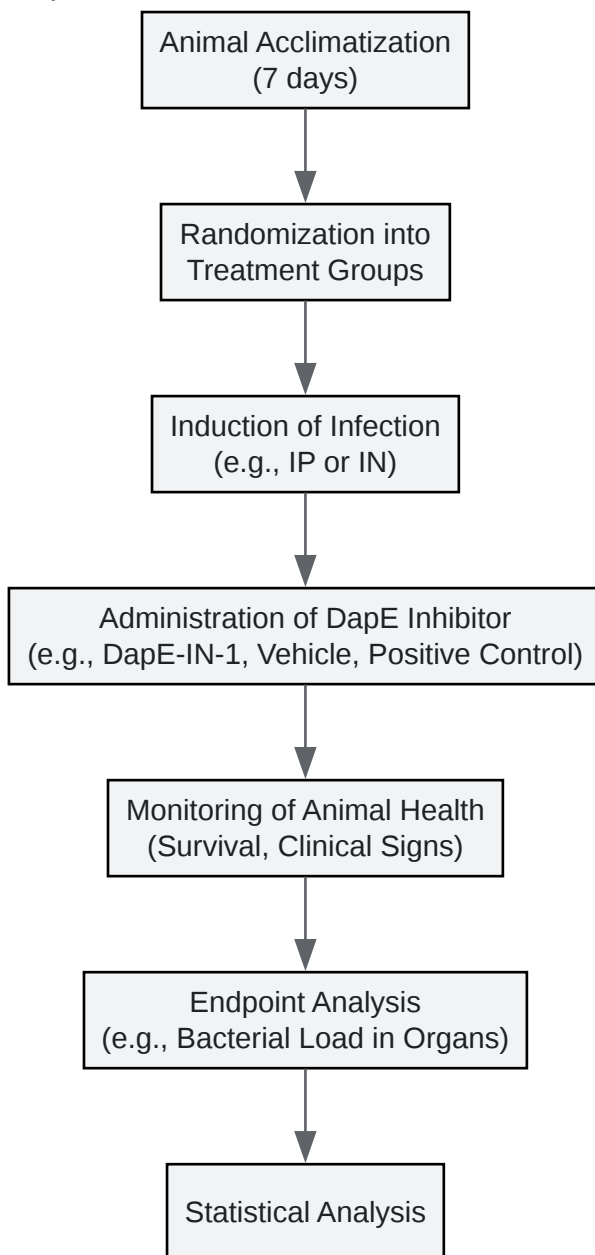 Animal Acclimatization
(7 days)
Randomization into
Treatment Groups
Induction of Infection
(e.g., IP or IN)
Administration of DapE Inhibitor
(e.g., DapE-IN-1, Vehicle, Positive Control)
Monitoring of Animal Health
(Survival, Clinical Signs)
Endpoint Analysis
(e.g., Bacterial Load in Organs)
Statistical Analysis